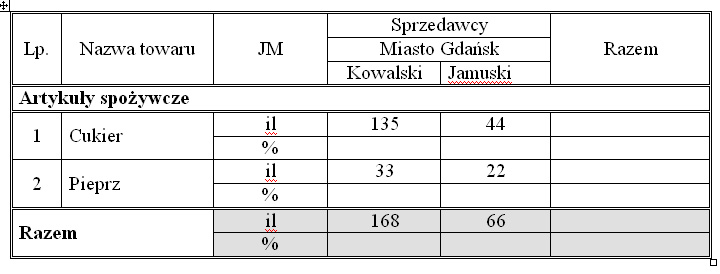 Sprzedawcy
Lp. Nazwa towaru JM Miasto Gdańsk Razem
Kowalski Jamuski
Artykuły spożywcze
1 Cukier il 135 44
%
2 Pieprz il 33 22
%
Razem il 168 66
%